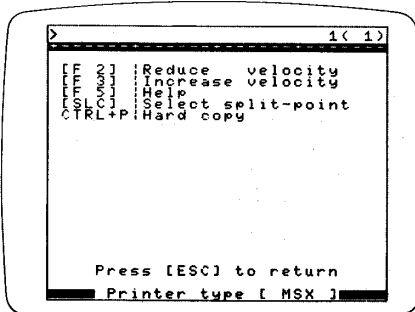 > 1( 1)
[F 2] |Reduce velocity
[F 3] |Increase velocity
[F 5] |Help
[SLC] |Select split-point
CTRL+P|Hard copy
Press [ESC] to return
Printer type [ MSX ]